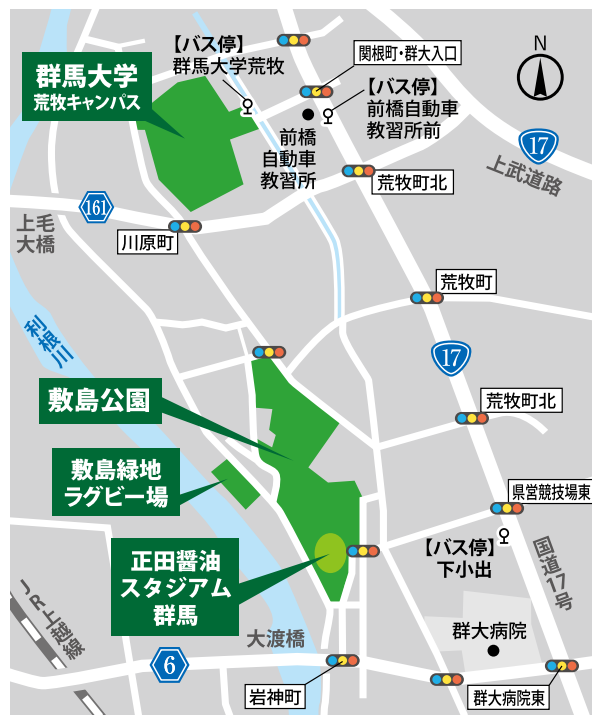 【バス停】
群馬大学荒牧
関根町・群大入口
N
群馬大学
荒牧キャンパス
【バス停】
前橋自動車
教習所前
前橋
自動車
教習所
17
上武道路
荒牧町北
161
上毛
大橋
川原町
荒牧町
利根川
17
敷島公園
荒牧町北
敷島緑地
ラグビー場
県営競技場東
【バス停】
下小出
国道17号
正田醤油
スタジアム
群馬
JR上越線
大渡橋
群大病院
6
岩神町
群大病院東